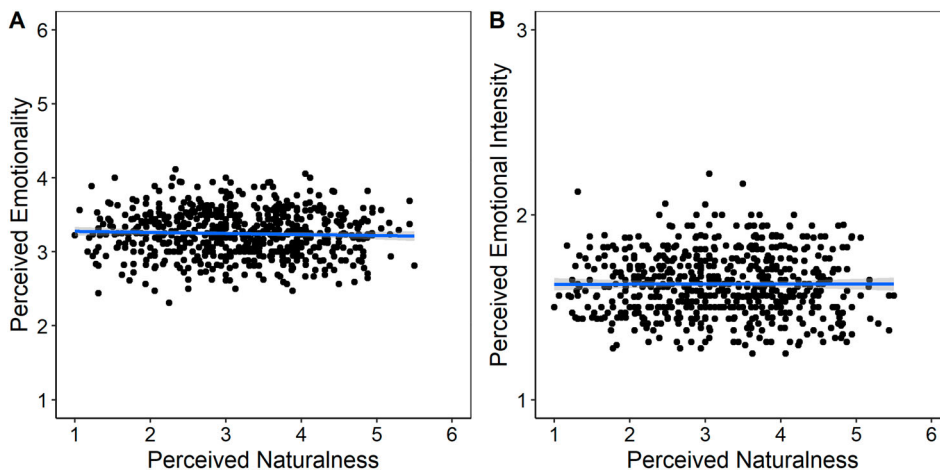 A
Perceived Emotionality
6
5
4
3
2
1
1 2 3 4 5 6
Perceived Naturalness
B
Perceived Emotional Intensity
3
2
1
1 2 3 4 5 6
Perceived Naturalness